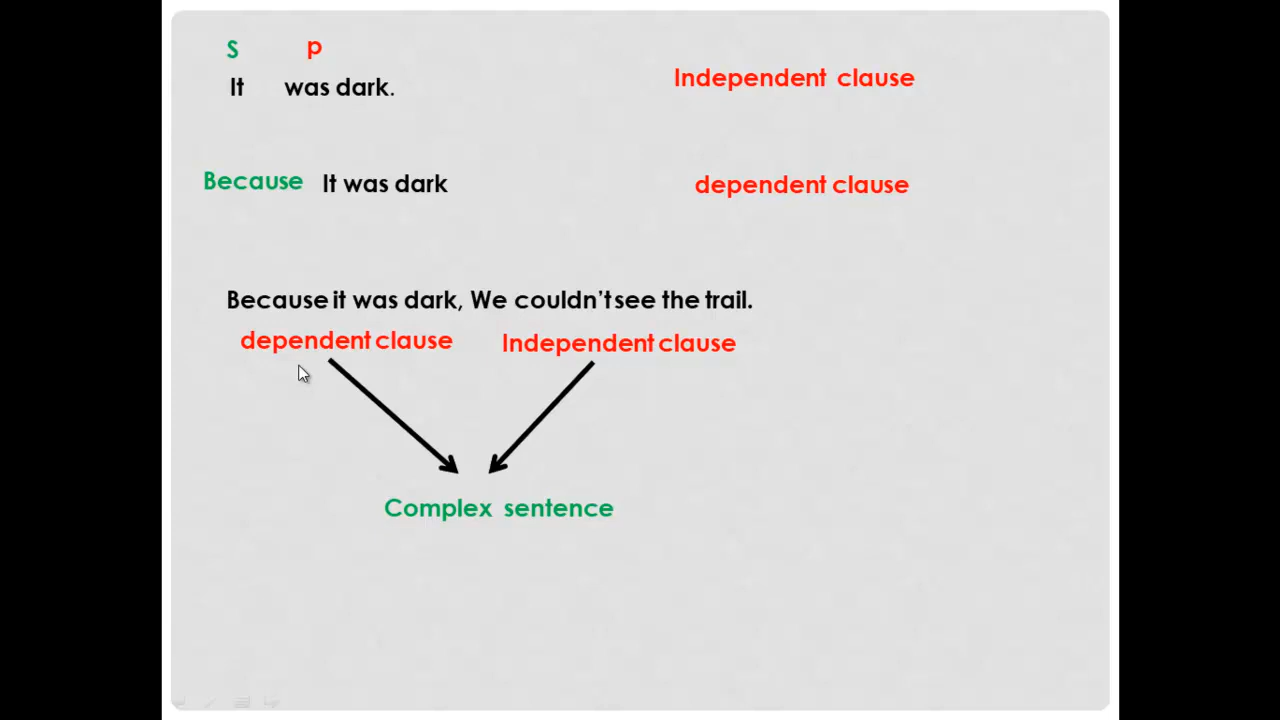 S p
It was dark.
Independent clause
Because It was dark
dependent clause
Because it was dark, We couldn't see the trail.
dependent clause Independent clause
Complex sentence